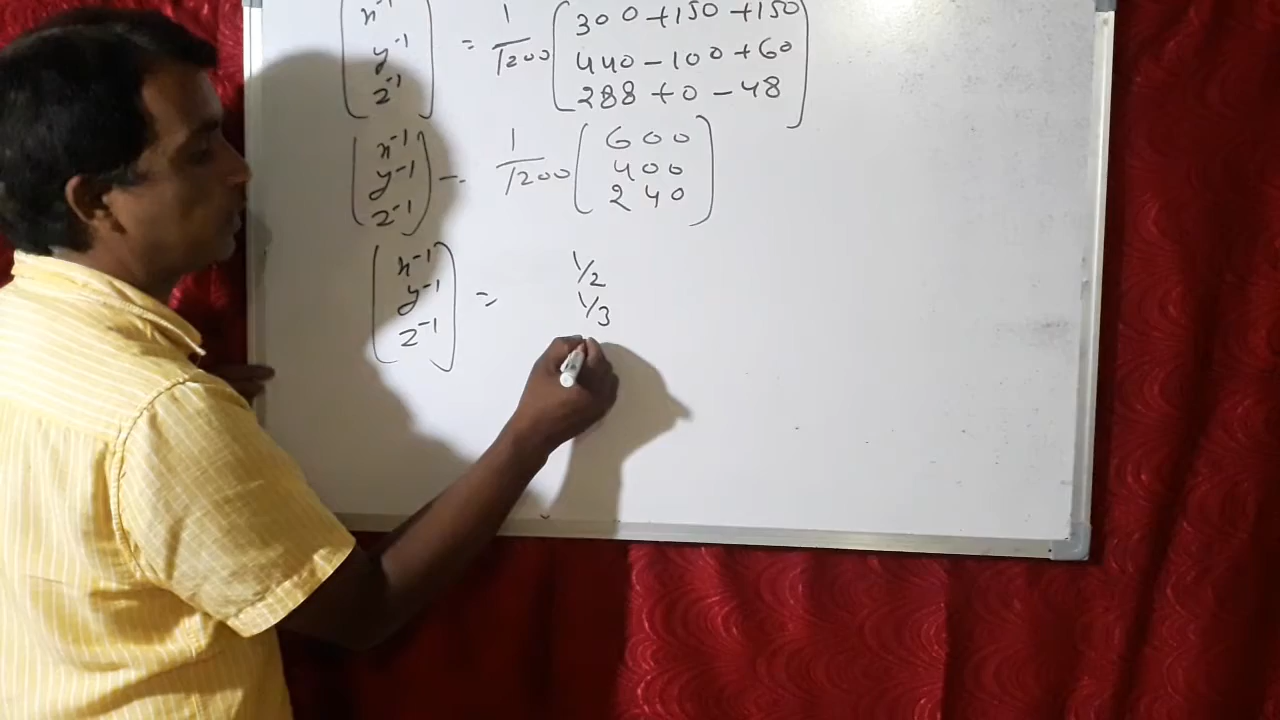 x⁻¹ 1 300+150+150
y⁻¹ = 1200 440-100+60
z⁻¹ 288+0-48
x⁻¹ 1 600
y⁻¹ = 1200 400
z⁻¹ 240
x⁻¹ 1/2
y⁻¹ = 1/3
z⁻¹